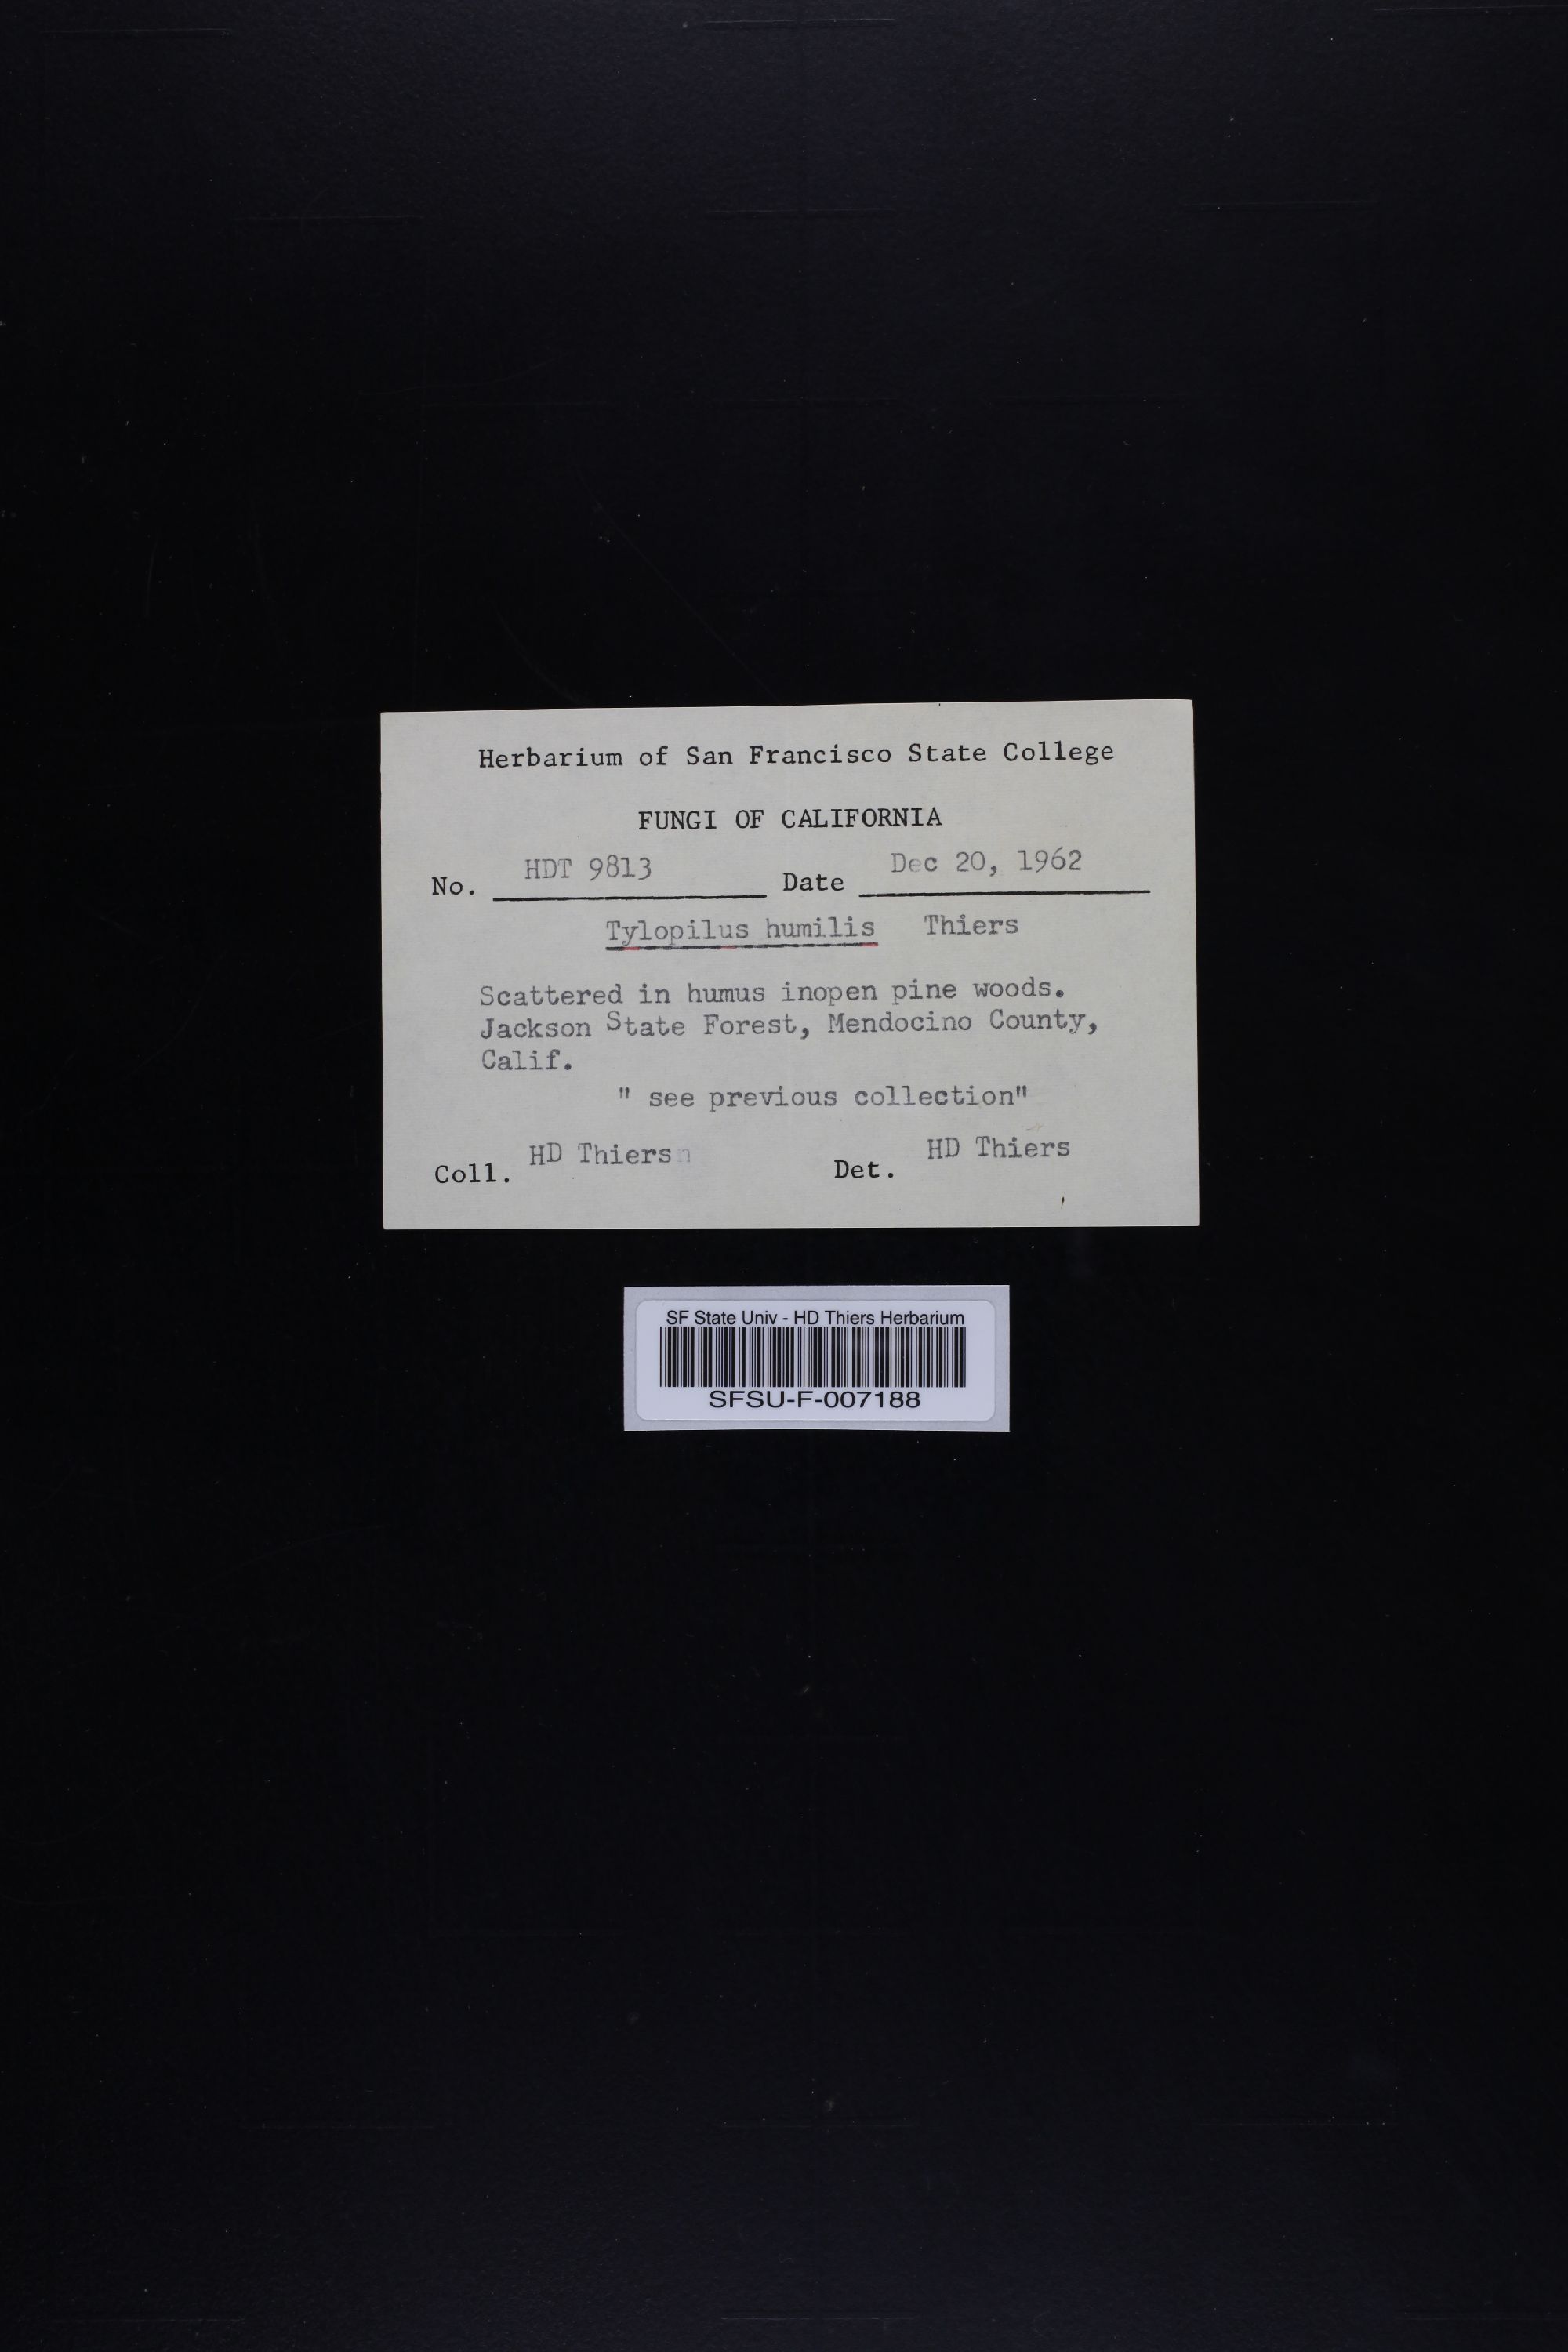 Herbarium of San Francisco State College
FUNGI OF CALIFORNIA
No. HDT 9813 Date Dec 20, 1962
Tylopilus humilis Thiers
Scattered in humus inopen pine woods.
Jackson State Forest, Mendocino County,
Calif.
" see previous collection"
Coll. HD Thiers Det. HD Thiers
SF State Univ - HD Thiers Herbarium
SFSU-F-007188